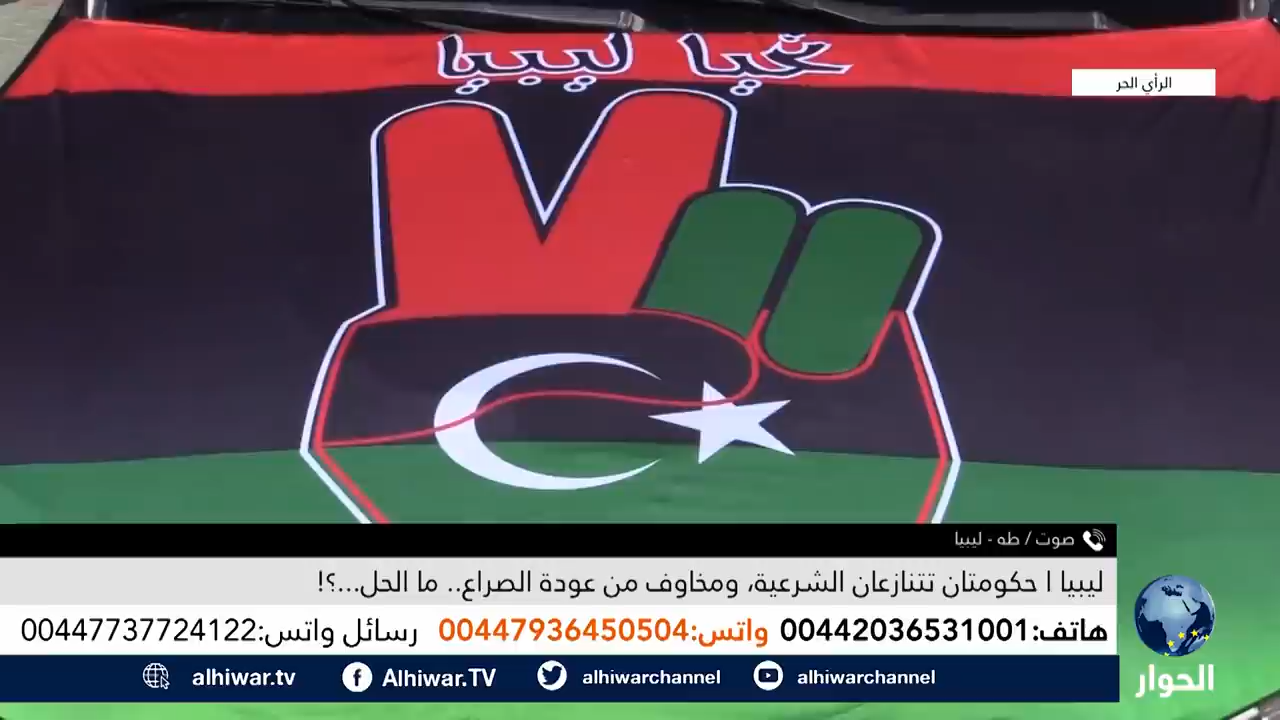 تحيا ليبيا
الرأي الحر
صوت / طه - ليبيا
ليبيا | حكومتان تتنازعان الشرعية، ومخاوف من عودة الصراع.. ما الحل...؟!
هاتف:00442036531001 واتس:00447936450504 رسائل واتس:00447737724122
alhiwar.tv Alhiwar.TV alhiwarchannel alhiwarchannel
الحوار